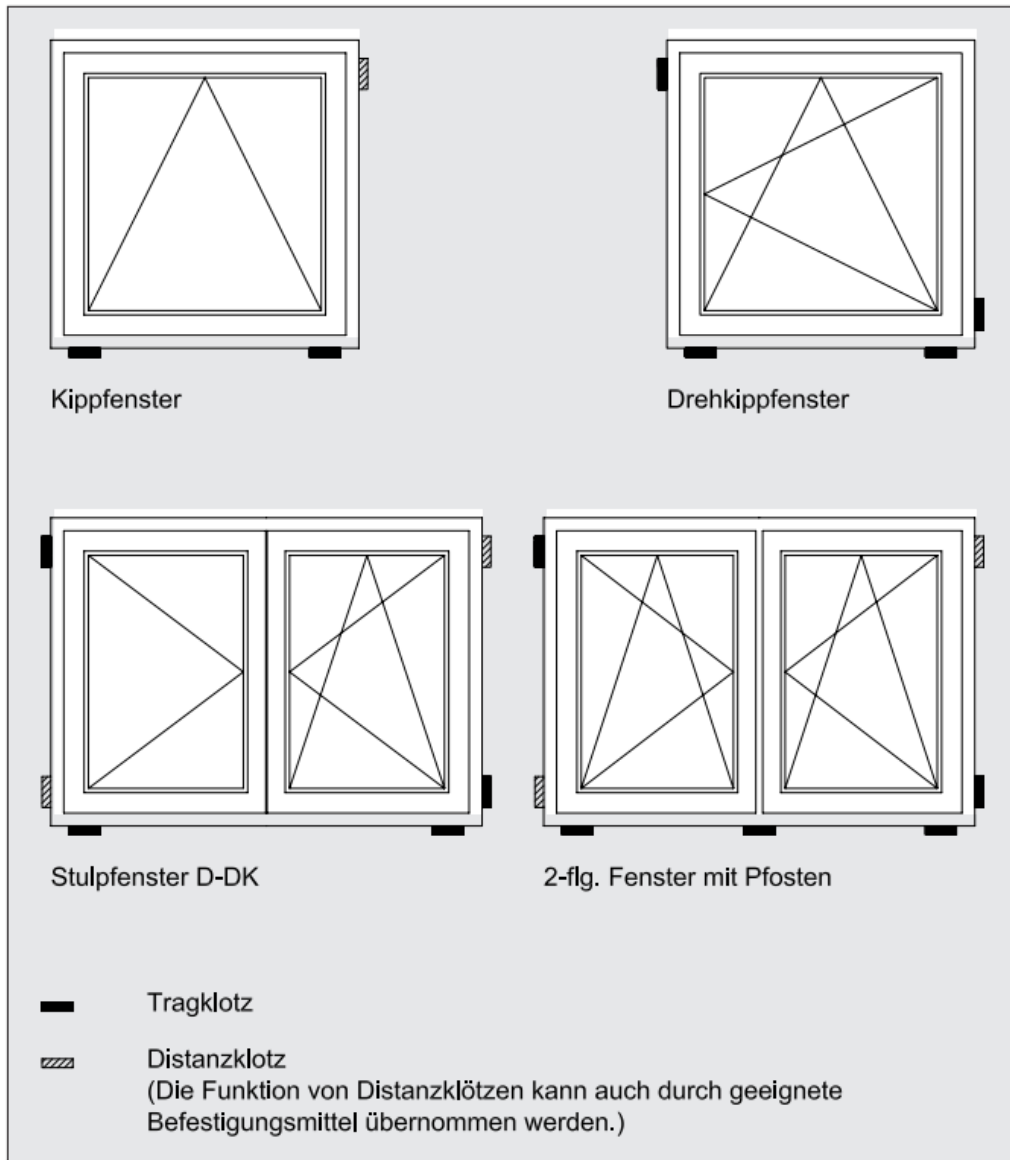 Kippfenster
Drehkippfenster
Stulpfenster D-DK
2-flg. Fenster mit Pfosten
Tragklotz
Distanzklotz
(Die Funktion von Distanzklötzen kann auch durch geeignete
Befestigungsmittel übernommen werden.)